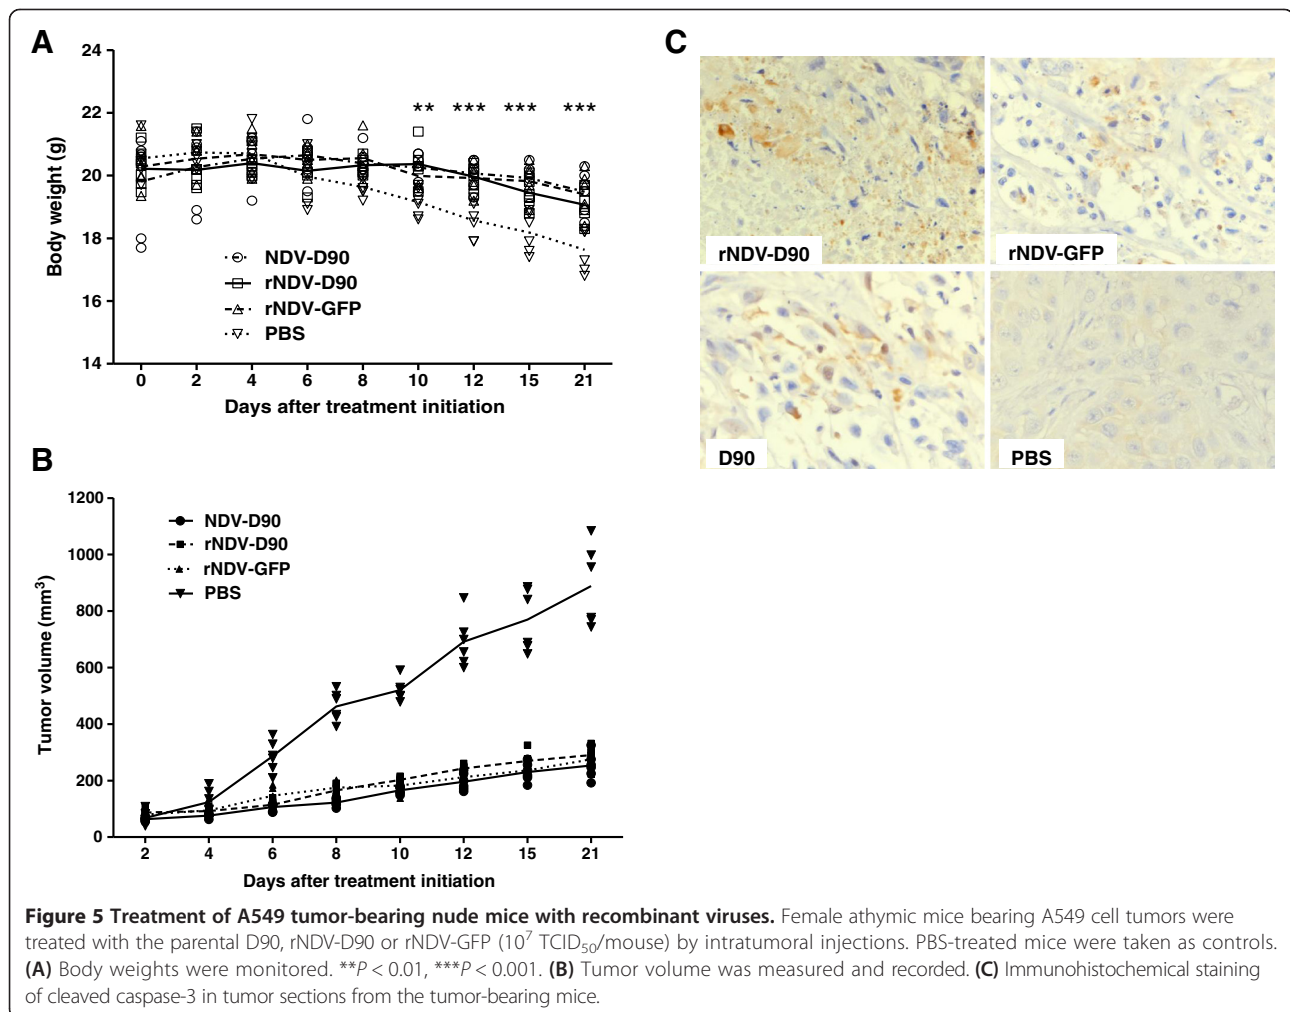 A
24
22
20
18
16
14
Body weight (g)
** *** *** ***
NDV-D90
rNDV-D90
rNDV-GFP
PBS
0 2 4 6 8 10 12 15 21
Days after treatment initiation
B
1200
1000
800
600
400
200
0
Tumor volume (mm³)
NDV-D90
rNDV-D90
rNDV-GFP
PBS
2 4 6 8 10 12 15 21
Days after treatment initiation
C
rNDV-D90
rNDV-GFP
D90
PBS
Figure 5 Treatment of A549 tumor-bearing nude mice with recombinant viruses. Female athymic mice bearing A549 cell tumors were
treated with the parental D90, rNDV-D90 or rNDV-GFP (10⁷ TCID₅₀/mouse) by intratumoral injections. PBS-treated mice were taken as controls.
(A) Body weights were monitored. **P < 0.01, ***P < 0.001. (B) Tumor volume was measured and recorded. (C) Immunohistochemical staining
of cleaved caspase-3 in tumor sections from the tumor-bearing mice.